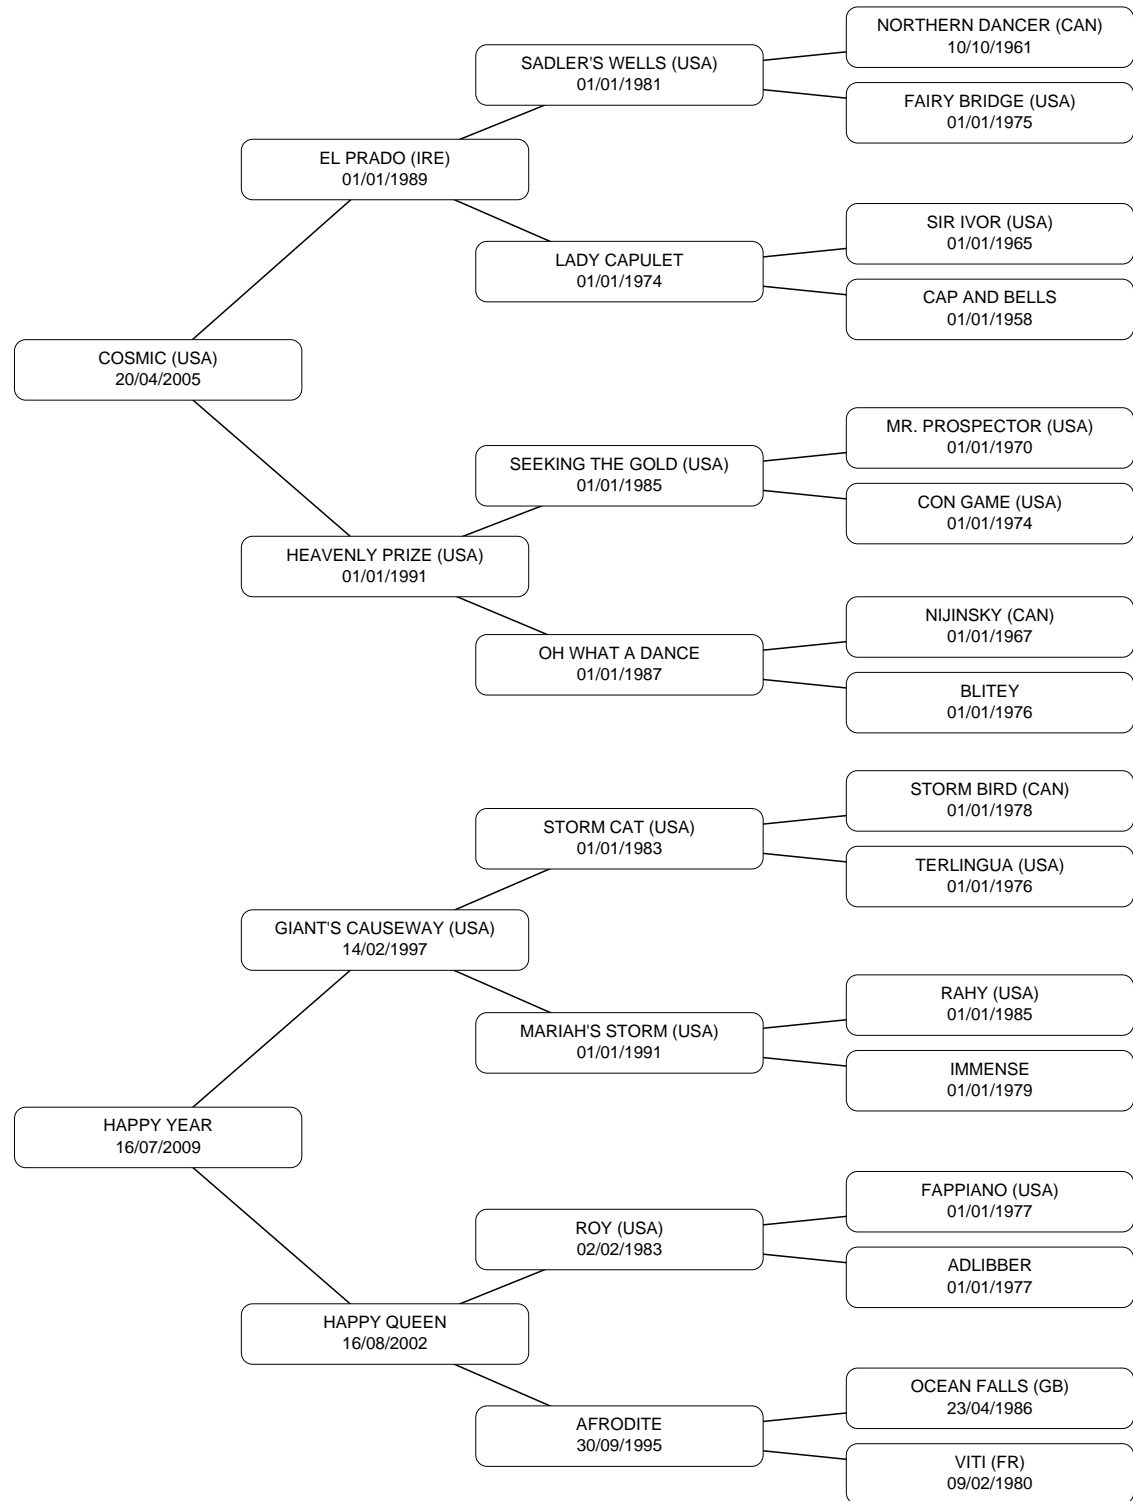 NORTHERN DANCER (CAN)
10/10/1961
SADLER'S WELLS (USA)
01/01/1981
FAIRY BRIDGE (USA)
01/01/1975
EL PRADO (IRE)
01/01/1989
SIR IVOR (USA)
01/01/1965
LADY CAPULET
01/01/1974
CAP AND BELLS
01/01/1958
COSMIC (USA)
20/04/2005
MR. PROSPECTOR (USA)
01/01/1970
SEEKING THE GOLD (USA)
01/01/1985
CON GAME (USA)
01/01/1974
HEAVENLY PRIZE (USA)
01/01/1991
NIJINSKY (CAN)
01/01/1967
OH WHAT A DANCE
01/01/1987
BLITEY
01/01/1976
STORM BIRD (CAN)
01/01/1978
STORM CAT (USA)
01/01/1983
TERLINGUA (USA)
01/01/1976
GIANT'S CAUSEWAY (USA)
14/02/1997
RAHY (USA)
01/01/1985
MARIAH'S STORM (USA)
01/01/1991
IMMENSE
01/01/1979
HAPPY YEAR
16/07/2009
FAPPIANO (USA)
01/01/1977
ROY (USA)
02/02/1983
ADLIBBER
01/01/1977
HAPPY QUEEN
16/08/2002
OCEAN FALLS (GB)
23/04/1986
AFRODITE
30/09/1995
VITI (FR)
09/02/1980